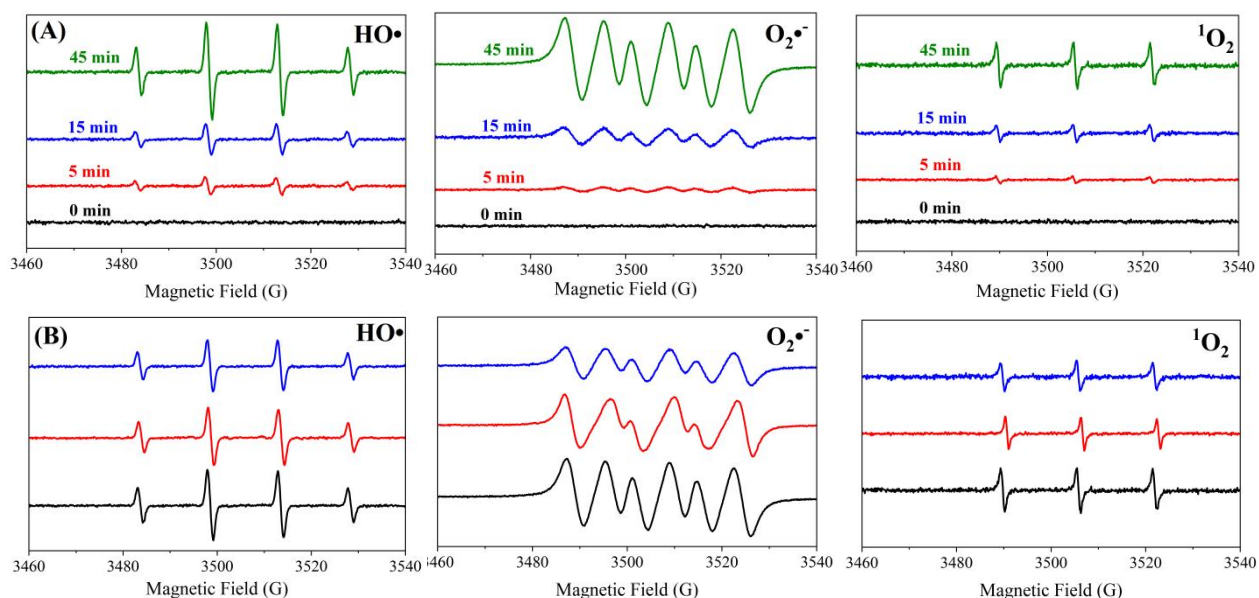 (A)
HO•
45 min
15 min
5 min
0 min
3460 3480 3500 3520 3540
Magnetic Field (G)
O₂•⁻
45 min
15 min
5 min
0 min
3460 3480 3500 3520 3540
Magnetic Field (G)
¹O₂
45 min
15 min
5 min
0 min
3460 3480 3500 3520 3540
Magnetic Field (G)
(B)
HO•
3460 3480 3500 3520 3540
Magnetic Field (G)
O₂•⁻
3460 3480 3500 3520 3540
Magnetic Field (G)
¹O₂
3460 3480 3500 3520 3540
Magnetic Field (G)